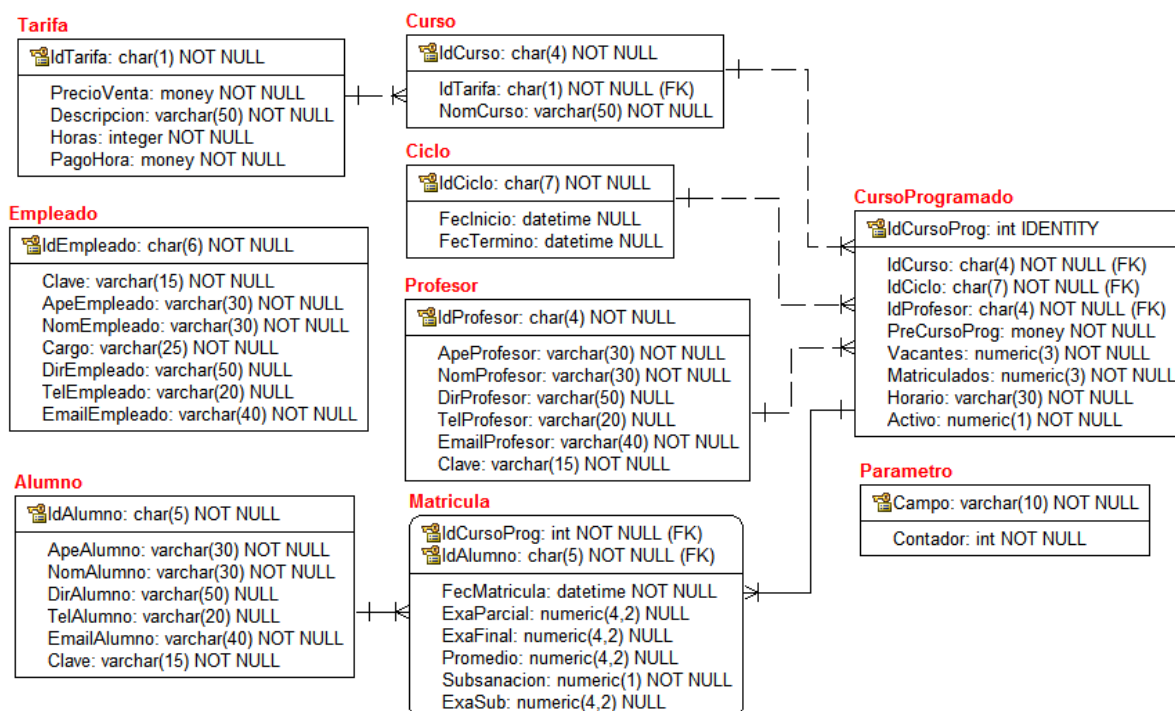 Tarifa
IdTarifa: char(1) NOT NULL
PrecioVenta: money NOT NULL
Descripcion: varchar(50) NOT NULL
Horas: integer NOT NULL
PagoHora: money NOT NULL
Curso
IdCurso: char(4) NOT NULL
IdTarifa: char(1) NOT NULL (FK)
NomCurso: varchar(50) NOT NULL
Ciclo
IdCiclo: char(7) NOT NULL
FecInicio: datetime NULL
FecTermino: datetime NULL
Empleado
IdEmpleado: char(6) NOT NULL
Clave: varchar(15) NOT NULL
ApeEmpleado: varchar(30) NOT NULL
NomEmpleado: varchar(30) NOT NULL
Cargo: varchar(25) NOT NULL
DirEmpleado: varchar(50) NULL
TelEmpleado: varchar(20) NULL
EmailEmpleado: varchar(40) NOT NULL
Profesor
IdProfesor: char(4) NOT NULL
ApeProfesor: varchar(30) NOT NULL
NomProfesor: varchar(30) NOT NULL
DirProfesor: varchar(50) NULL
TelProfesor: varchar(20) NULL
EmailProfesor: varchar(40) NOT NULL
Clave: varchar(15) NOT NULL
CursoProgramado
IdCursoProg: int IDENTITY
IdCurso: char(4) NOT NULL (FK)
IdCiclo: char(7) NOT NULL (FK)
IdProfesor: char(4) NOT NULL (FK)
PreCursoProg: money NOT NULL
Vacantes: numeric(3) NOT NULL
Matriculados: numeric(3) NOT NULL
Horario: varchar(30) NOT NULL
Activo: numeric(1) NOT NULL
Alumno
IdAlumno: char(5) NOT NULL
ApeAlumno: varchar(30) NOT NULL
NomAlumno: varchar(30) NOT NULL
DirAlumno: varchar(50) NULL
TelAlumno: varchar(20) NULL
EmailAlumno: varchar(40) NOT NULL
Clave: varchar(15) NOT NULL
Matricula
IdCursoProg: int NOT NULL (FK)
IdAlumno: char(5) NOT NULL (FK)
FecMatricula: datetime NOT NULL
ExaParcial: numeric(4,2) NULL
ExaFinal: numeric(4,2) NULL
Promedio: numeric(4,2) NULL
Subsanacion: numeric(1) NOT NULL
ExaSub: numeric(4,2) NULL
Parametro
Campo: varchar(10) NOT NULL
Contador: int NOT NULL